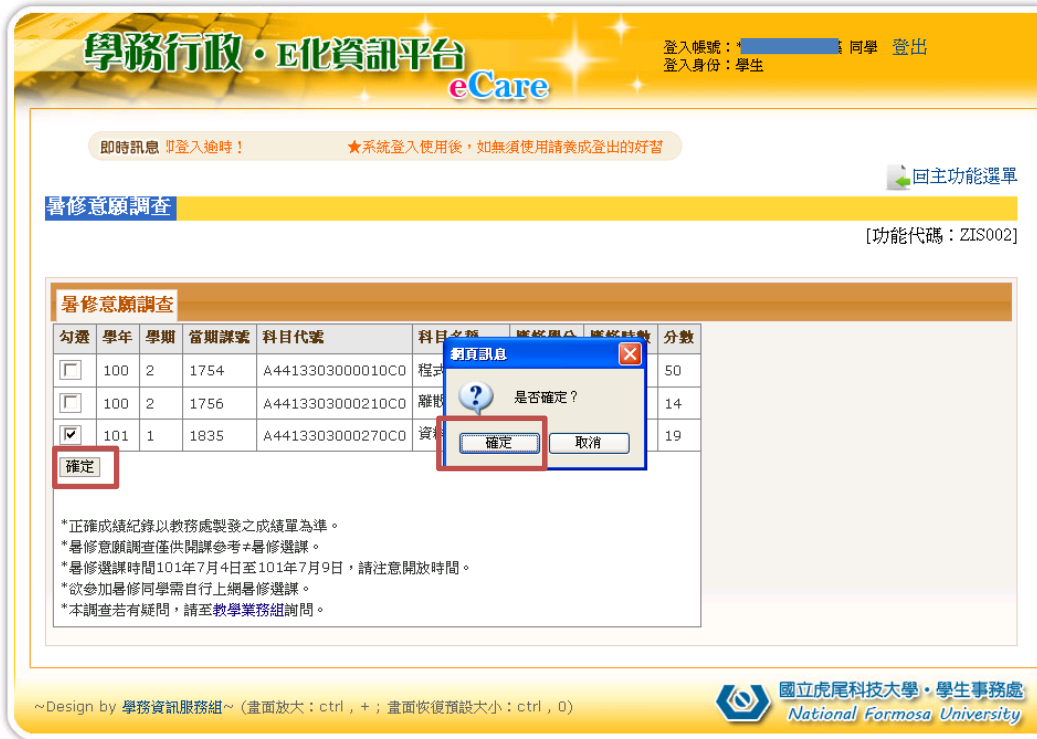 學務行政・E化資訊平台
eCare
登入帳號：* 同學 登出
登入身份：學生
即時訊息 登入逾時！ ★系統登入使用後，如無須使用請養成登出的好習
回主功能選單
暑修意願調查
[功能代碼：ZIS002]
暑修意願調查
勾選 學年 學期 當期課號 科目代號 科目名稱 應修學分 應修時數 分數
100 2 1754 A4413303000010C0 程式 50
100 2 1756 A4413303000210C0 離散 14
101 1 1835 A4413303000270C0 資料 19
網頁訊息
是否確定？
確定 取消
確定
*正確成績紀錄以教務處製發之成績單為準。
*暑修意願調查僅供開課參考≠暑修選課。
*暑修選課時間101年7月4日至101年7月9日，請注意開放時間。
*欲參加暑修同學需自行上網暑修選課。
*本調查若有疑問，請至教學業務組詢問。
~Design by 學務資訊服務組~ (畫面放大：ctrl , + ; 畫面恢復預設大小：ctrl , 0)
國立虎尾科技大學・學生事務處
National Formosa University